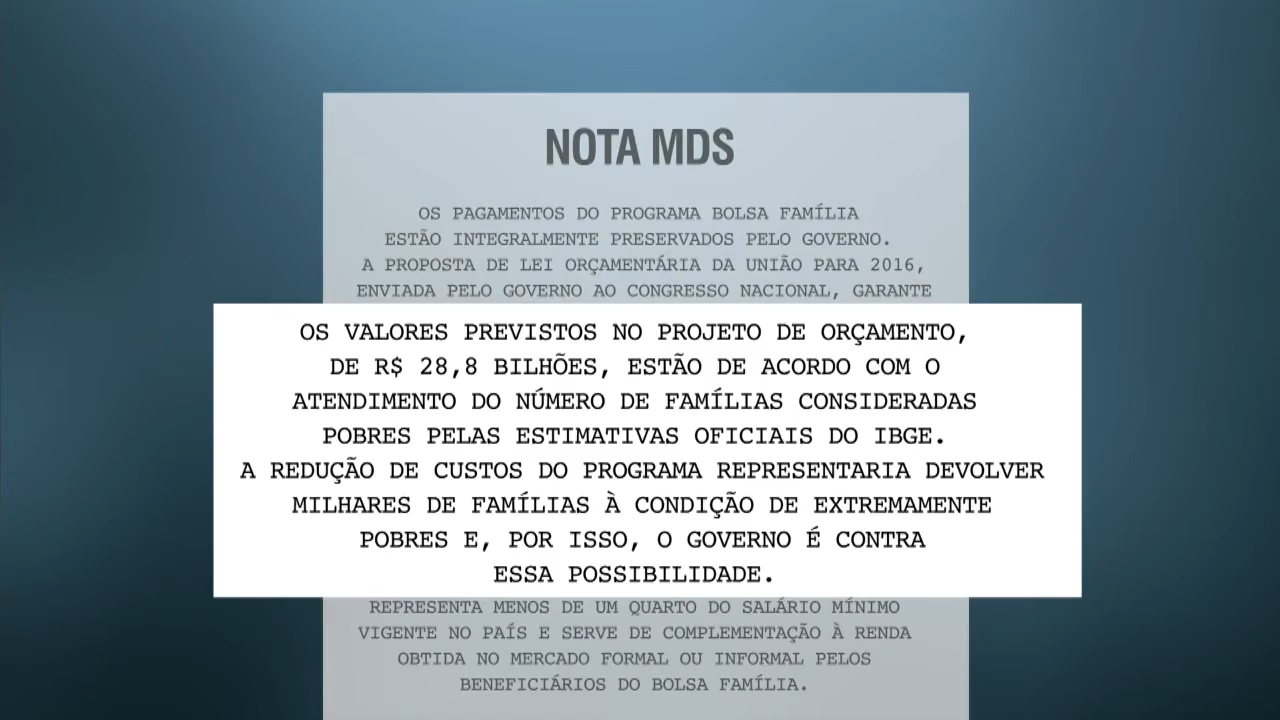 NOTA MDS
OS PAGAMENTOS DO PROGRAMA BOLSA FAMÍLIA
ESTÃO INTEGRALMENTE PRESERVADOS PELO GOVERNO.
A PROPOSTA DE LEI ORÇAMENTÁRIA DA UNIÃO PARA 2016,
ENVIADA PELO GOVERNO AO CONGRESSO NACIONAL, GARANTE
OS VALORES PREVISTOS NO PROJETO DE ORÇAMENTO,
DE R$ 28,8 BILHÕES, ESTÃO DE ACORDO COM O
ATENDIMENTO DO NÚMERO DE FAMÍLIAS CONSIDERADAS
POBRES PELAS ESTIMATIVAS OFICIAIS DO IBGE.
A REDUÇÃO DE CUSTOS DO PROGRAMA REPRESENTARIA DEVOLVER
MILHARES DE FAMÍLIAS À CONDIÇÃO DE EXTREMAMENTE
POBRES E, POR ISSO, O GOVERNO É CONTRA
ESSA POSSIBILIDADE.
REPRESENTA MENOS DE UM QUARTO DO SALÁRIO MÍNIMO
VIGENTE NO PAÍS E SERVE DE COMPLEMENTAÇÃO À RENDA
OBTIDA NO MERCADO FORMAL OU INFORMAL PELOS
BENEFICIÁRIOS DO BOLSA FAMÍLIA.